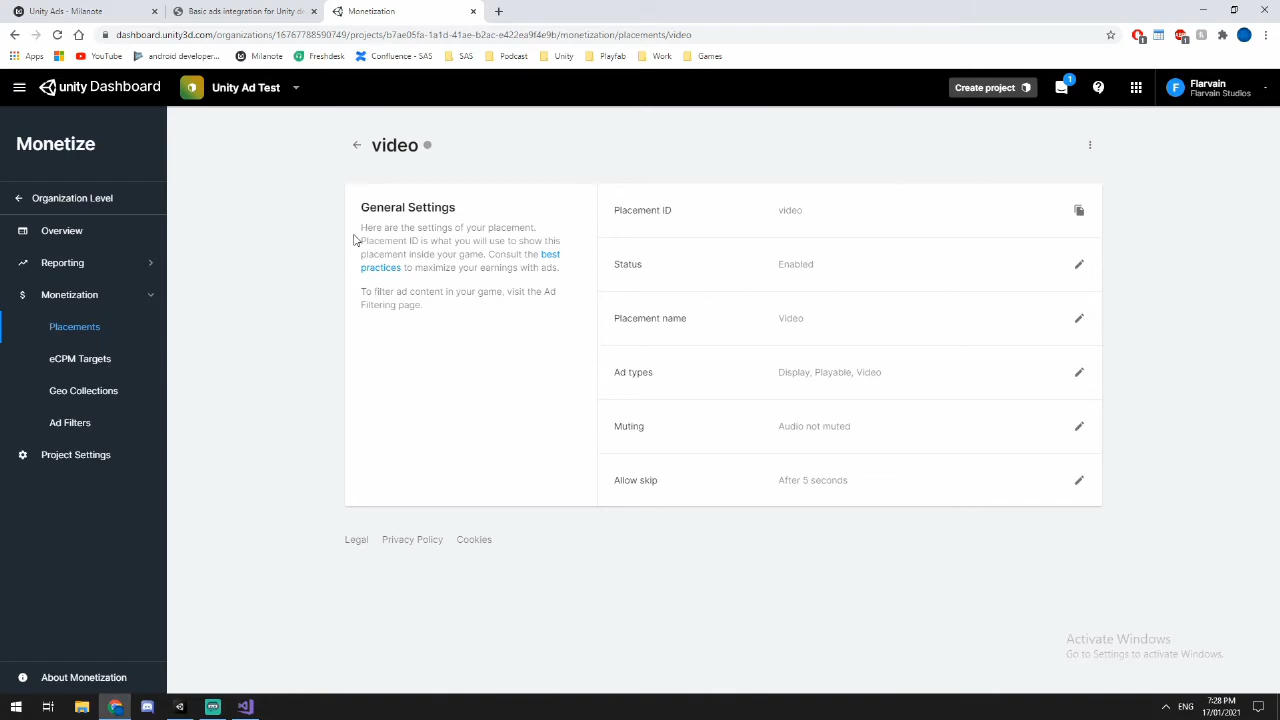 Unity Ads - Milanote
Basic ads integration for Unity de
Monetization
dashboard.unity3d.com/organizations/16767788590749/projects/b7ae05fa-1a1d-41ae-b2ac-e422ea9f4e9b/monetization/placements/video
Apps
YouTube
android developer...
Milanote
Freshdesk
Confluence - SAS
SAS
Podcast
Unity
Playfab
Work
Games
unity Dashboard
Unity Ad Test
Create project
1
F
Flarvain
Flarvain Studios
Monetize
Organization Level
Overview
Reporting
Monetization
Placements
eCPM Targets
Geo Collections
Ad Filters
Project Settings
About Monetization
video
General Settings
Here are the settings of your placement.
Placement ID is what you will use to show this
placement inside your game. Consult the best
practices to maximize your earnings with ads.
To filter ad content in your game, visit the Ad
Filtering page.
Placement ID video
Status Enabled
Placement name Video
Ad types Display, Playable, Video
Muting Audio not muted
Allow skip After 5 seconds
Legal Privacy Policy Cookies
Activate Windows
Go to Settings to activate Windows.
ENG
7:28 PM
17/01/2021